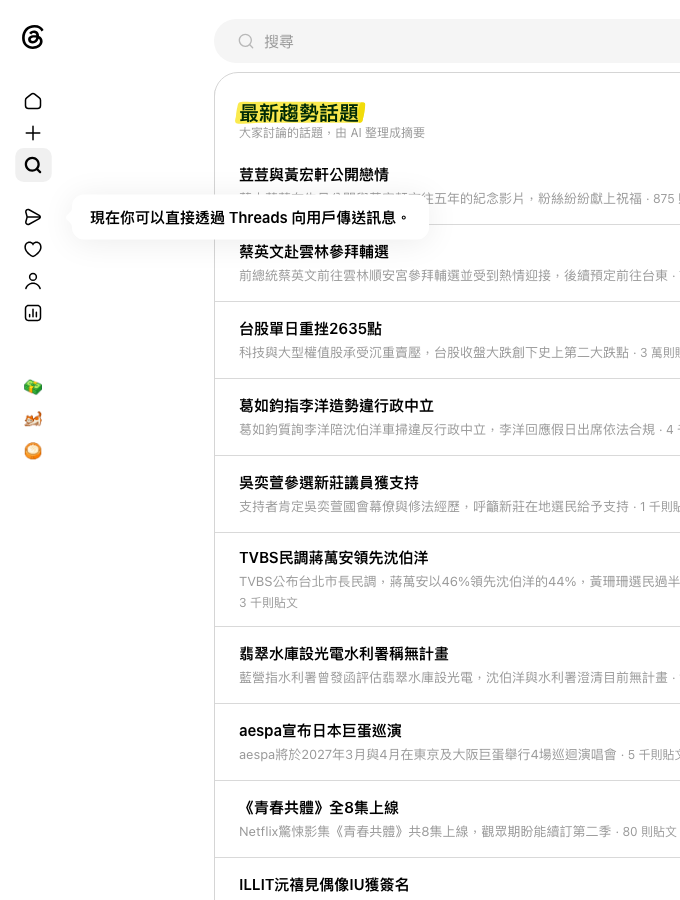 搜尋
最新趨勢話題
大家討論的話題，由 AI 整理成摘要
荳荳與黃宏軒公開戀情
往五年的紀念影片，粉絲紛紛獻上祝福 · 875
現在你可以直接透過 Threads 向用戶傳送訊息。
蔡英文赴雲林參拜輔選
前總統蔡英文前往雲林順安宮參拜輔選並受到熱情迎接，後續預定前往台東 ·
台股單日重挫2635點
科技與大型權值股承受沉重賣壓，台股收盤大跌創下史上第二大跌點 · 3 萬則
葛如鈞指李洋造勢違行政中立
葛如鈞質詢李洋陪沈伯洋車掃違反行政中立，李洋回應假日出席依法合規 · 4
吳奕萱參選新莊議員獲支持
支持者肯定吳奕萱國會幕僚與修法經歷，呼籲新莊在地選民給予支持 · 1 千則貼
TVBS民調蔣萬安領先沈伯洋
TVBS公布台北市長民調，蔣萬安以46%領先沈伯洋的44%，黃珊珊選民過半
3 千則貼文
翡翠水庫設光電水利署稱無計畫
藍營指水利署曾發函評估翡翠水庫設光電，沈伯洋與水利署澄清目前無計畫 ·
aespa宣布日本巨蛋巡演
aespa將於2027年3月與4月在東京及大阪巨蛋舉行4場巡迴演唱會 · 5 千則貼文
《青春共體》全8集上線
Netflix驚悚影集《青春共體》共8集上線，觀眾期盼能續訂第二季 · 80 則貼文
ILLIT沅禧見偶像IU獲簽名